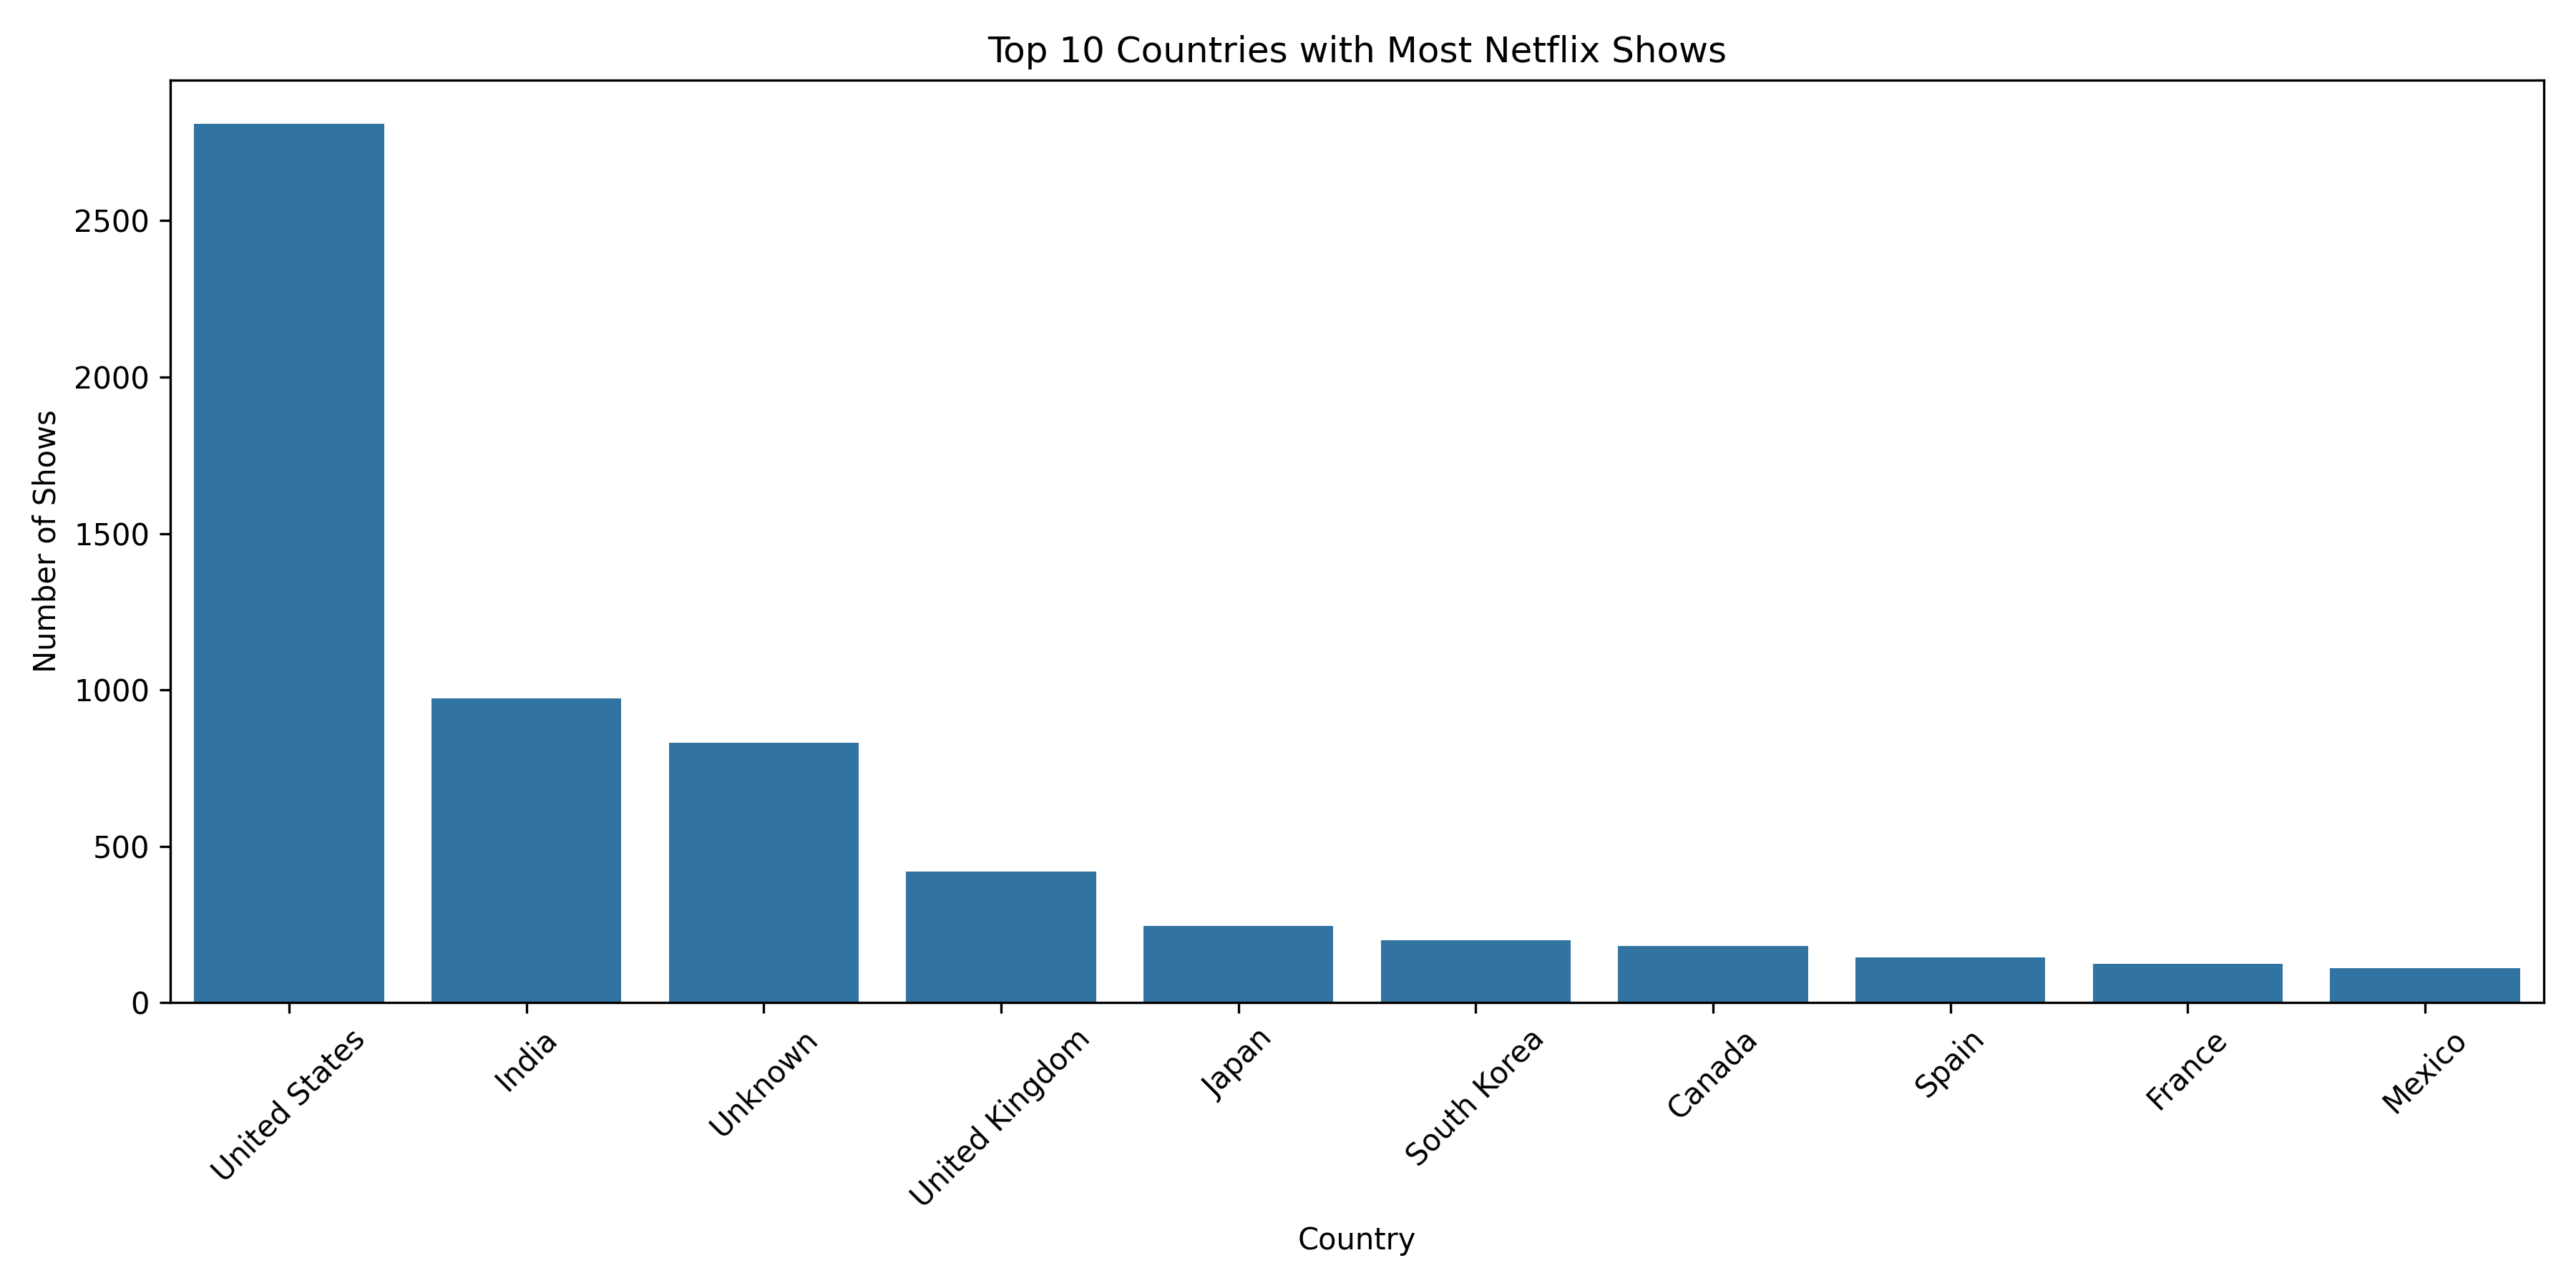 Top 10 Countries with Most Netflix Shows
Number of Shows
2500
2000
1500
1000
500
0
United States
India
Unknown
United Kingdom
Japan
South Korea
Canada
Spain
France
Mexico
Country